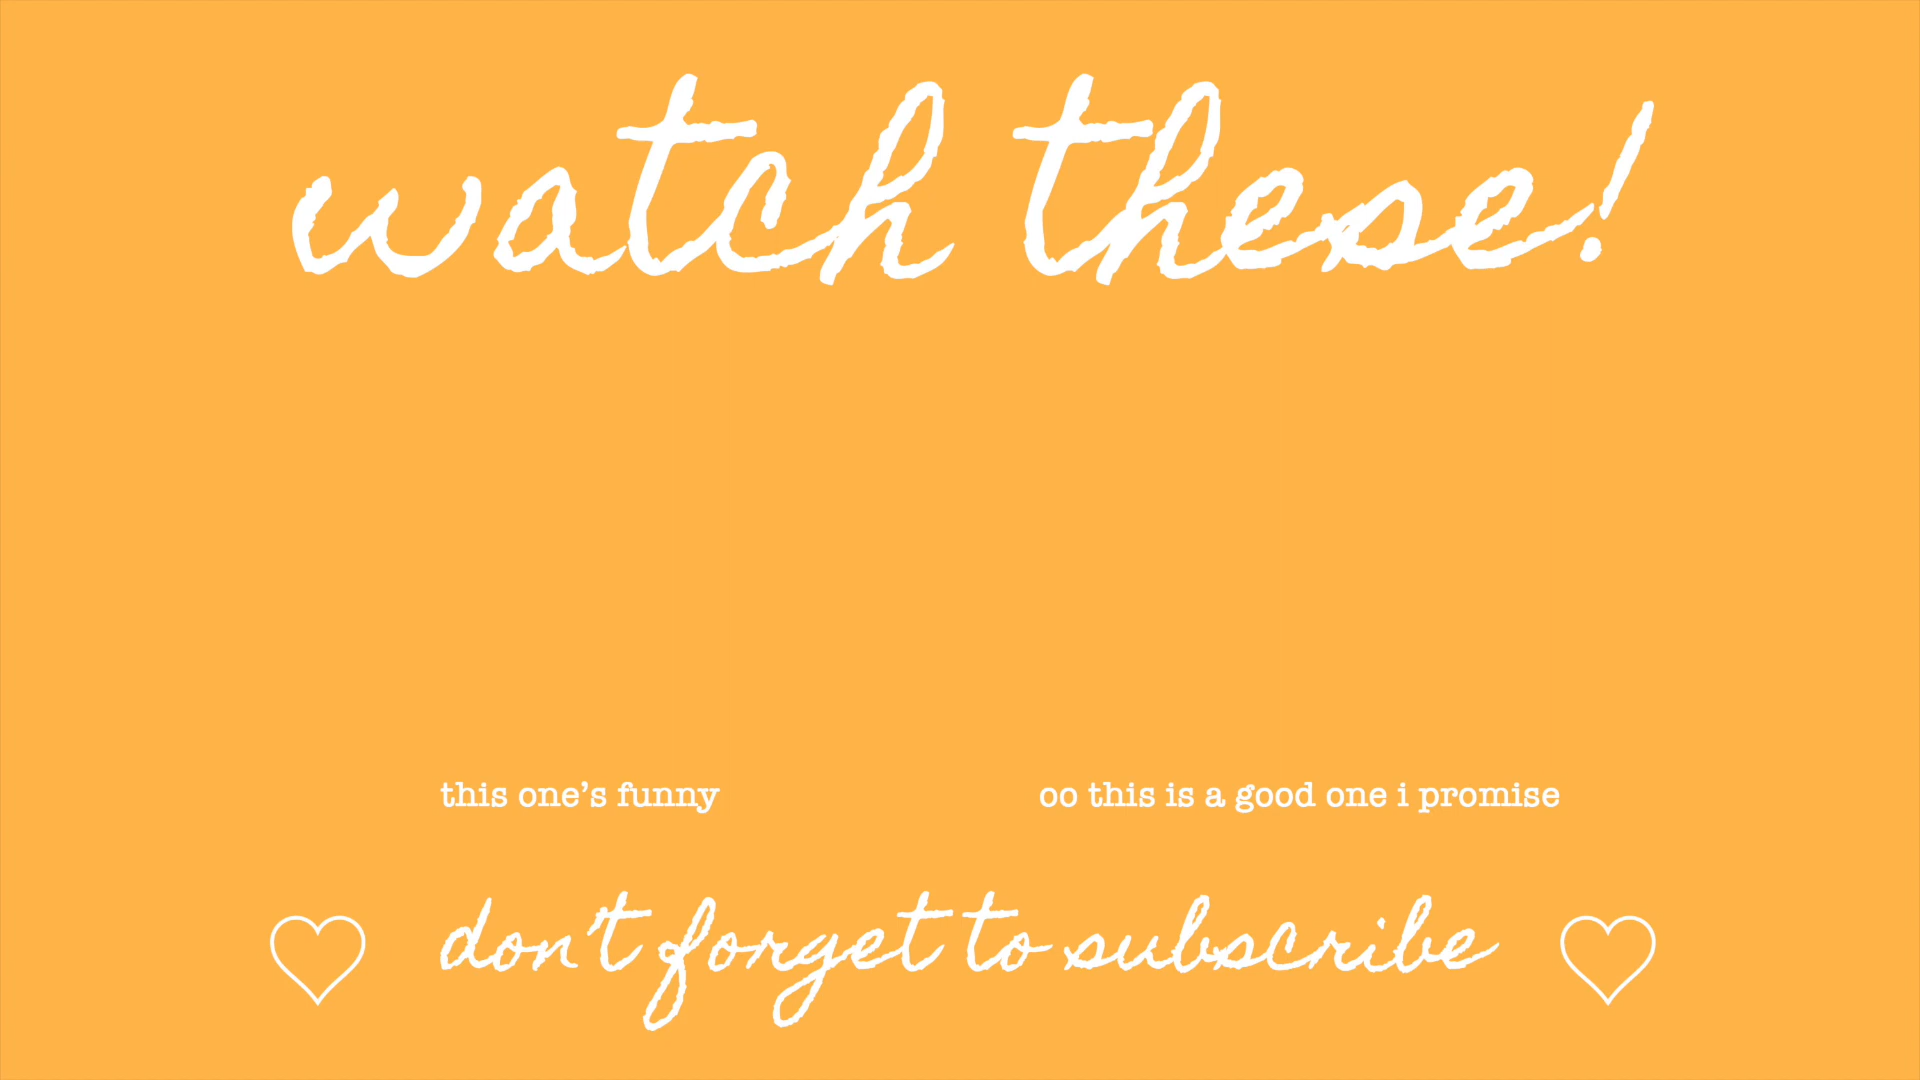 watch these!
this one’s funny
oo this is a good one i promise
don't forget to subscribe